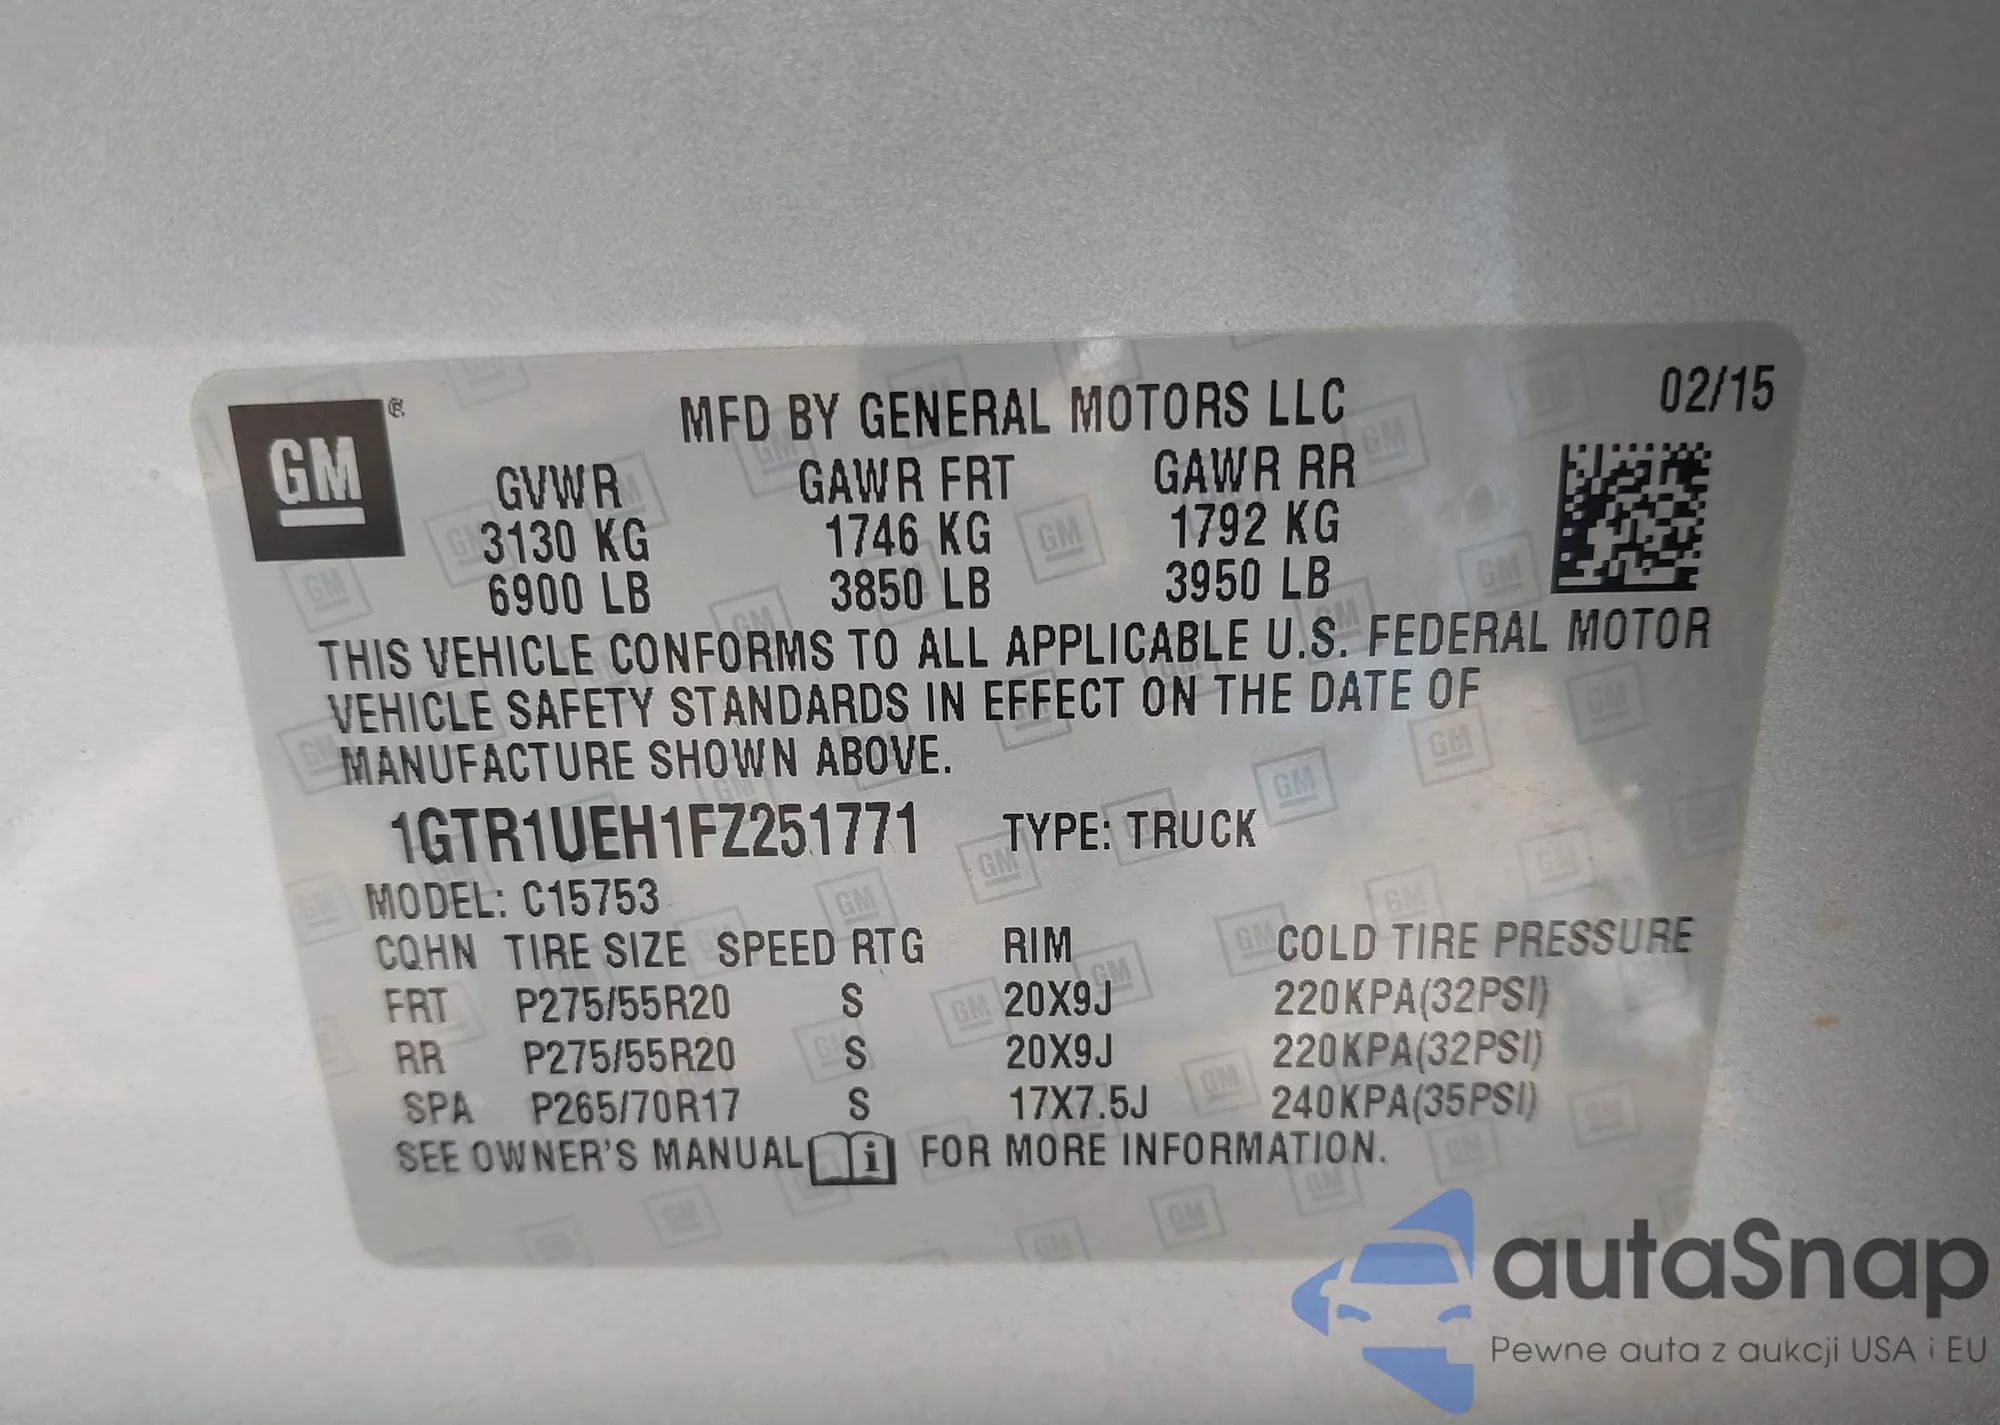 GM ®
MFD BY GENERAL MOTORS LLC 02/15
GVWR GAWR FRT GAWR RR
3130 KG 1746 KG 1792 KG
6900 LB 3850 LB 3950 LB
THIS VEHICLE CONFORMS TO ALL APPLICABLE U.S. FEDERAL MOTOR
VEHICLE SAFETY STANDARDS IN EFFECT ON THE DATE OF
MANUFACTURE SHOWN ABOVE.
1GTR1UEH1FZ251771 TYPE: TRUCK
MODEL: C15753
CQHN TIRE SIZE SPEED RTG RIM COLD TIRE PRESSURE
FRT P275/55R20 S 20X9J 220KPA(32PSI)
RR P275/55R20 S 20X9J 220KPA(32PSI)
SPA P265/70R17 S 17X7.5J 240KPA(35PSI)
SEE OWNER'S MANUAL i FOR MORE INFORMATION.
autaSnap
Pewne auta z aukcji USA i EU